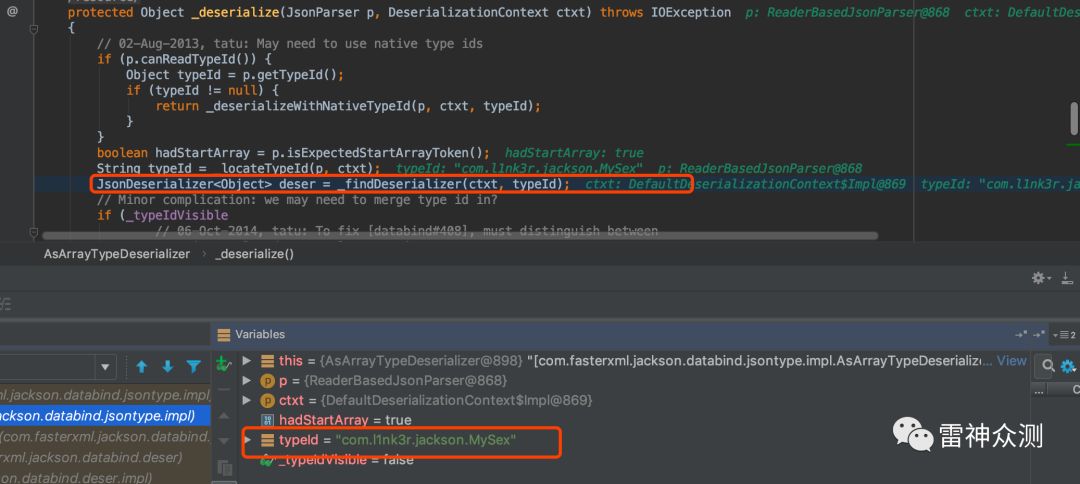 protected Object _deserialize(JsonParser p, DeserializationContext ctxt) throws IOException p: ReaderBasedJsonParser@868 ctxt: DefaultDes
{
// 02-Aug-2013, tatu: May need to use native type ids
if (p.canReadTypeId()) {
Object typeId = p.getTypeId();
if (typeId != null) {
return _deserializeWithNativeTypeId(p, ctxt, typeId);
}
}
boolean hadStartArray = p.isExpectedStartArrayToken(); hadStartArray: true
String typeId = _locateTypeId(p, ctxt); typeId: "com.l1nk3r.jackson.MySex" p: ReaderBasedJsonParser@868
JsonDeserializer<Object> deser = _findDeserializer(ctxt, typeId); ctxt: DefaultDeserializationContext$Impl@869 typeId: "com.l1nk3r.ja
// Minor complication: we may need to merge type id in?
if (_typeIdVisible
// 06-Oct-2014, tatu: To fix [databind#408], must distinguish between
AsArrayTypeDeserializer › _deserialize()
Variables
2
this = {AsArrayTypeDeserializer@898} "[com.fasterxml.jackson.databind.jsontype.impl.AsArrayTypeDeserializ... View
p = {ReaderBasedJsonParser@868}
ctxt = {DefaultDeserializationContext$Impl@869}
hadStartArray = true
typeId = "com.l1nk3r.jackson.MySex"
_typeIdVisible = false
ml.jackson.databind.jsontype.impl)
ackson.databind.jsontype.impl)
(com.fasterxml.jackson.databind
erxml.jackson.databind.deser)
son.databind.deser.impl)
雷神众测